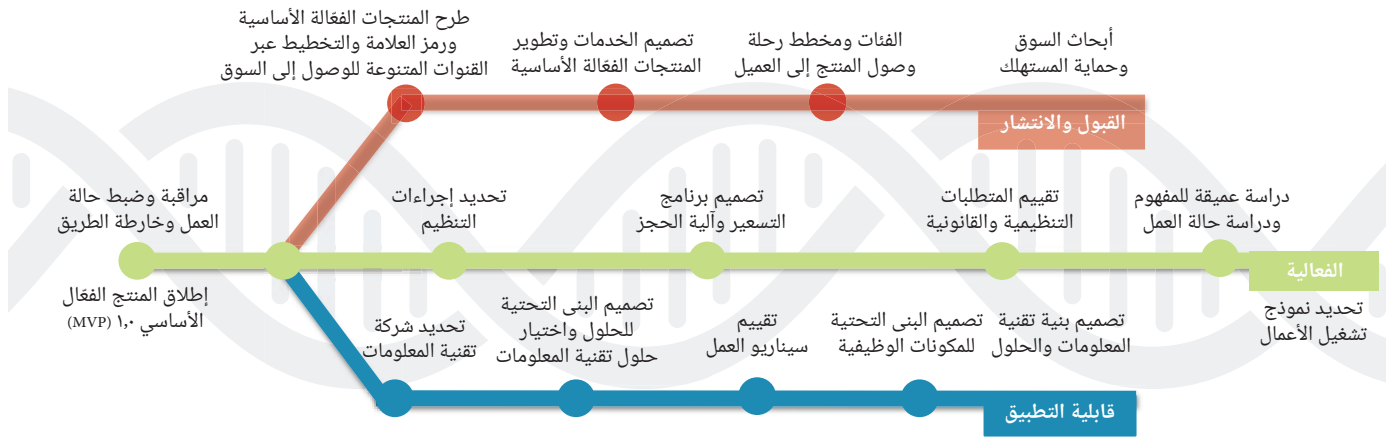 أبحاث السوق
وحماية المستهلك
الفئات ومخطط رحلة
وصول المنتج إلى العميل
تصميم الخدمات وتطوير
المنتجات الفعّالة الأساسية
طرح المنتجات الفعّالة الأساسية
ورمز العلامة والتخطيط عبر
القنوات المتنوعة للوصول إلى السوق
القبول والانتشار
دراسة عميقة للمفهوم
ودراسة حالة العمل
تقييم المتطلبات
التنظيمية والقانونية
تصميم برنامج
التسعير وآلية الحجز
تحديد إجراءات
التنظيم
مراقبة وضبط حالة
العمل وخارطة الطريق
الفعالية
تحديد نموذج
تشغيل الأعمال
إطلاق المنتج الفعّال
الأساسي ١,٠ (MVP)
تصميم بنية تقنية
المعلومات والحلول
تصميم البنى التحتية
للمكونات الوظيفية
تقييم
سيناريو العمل
تصميم البنى التحتية
للحلول واختيار
حلول تقنية المعلومات
تحديد شركة
تقنية المعلومات
قابلية التطبيق